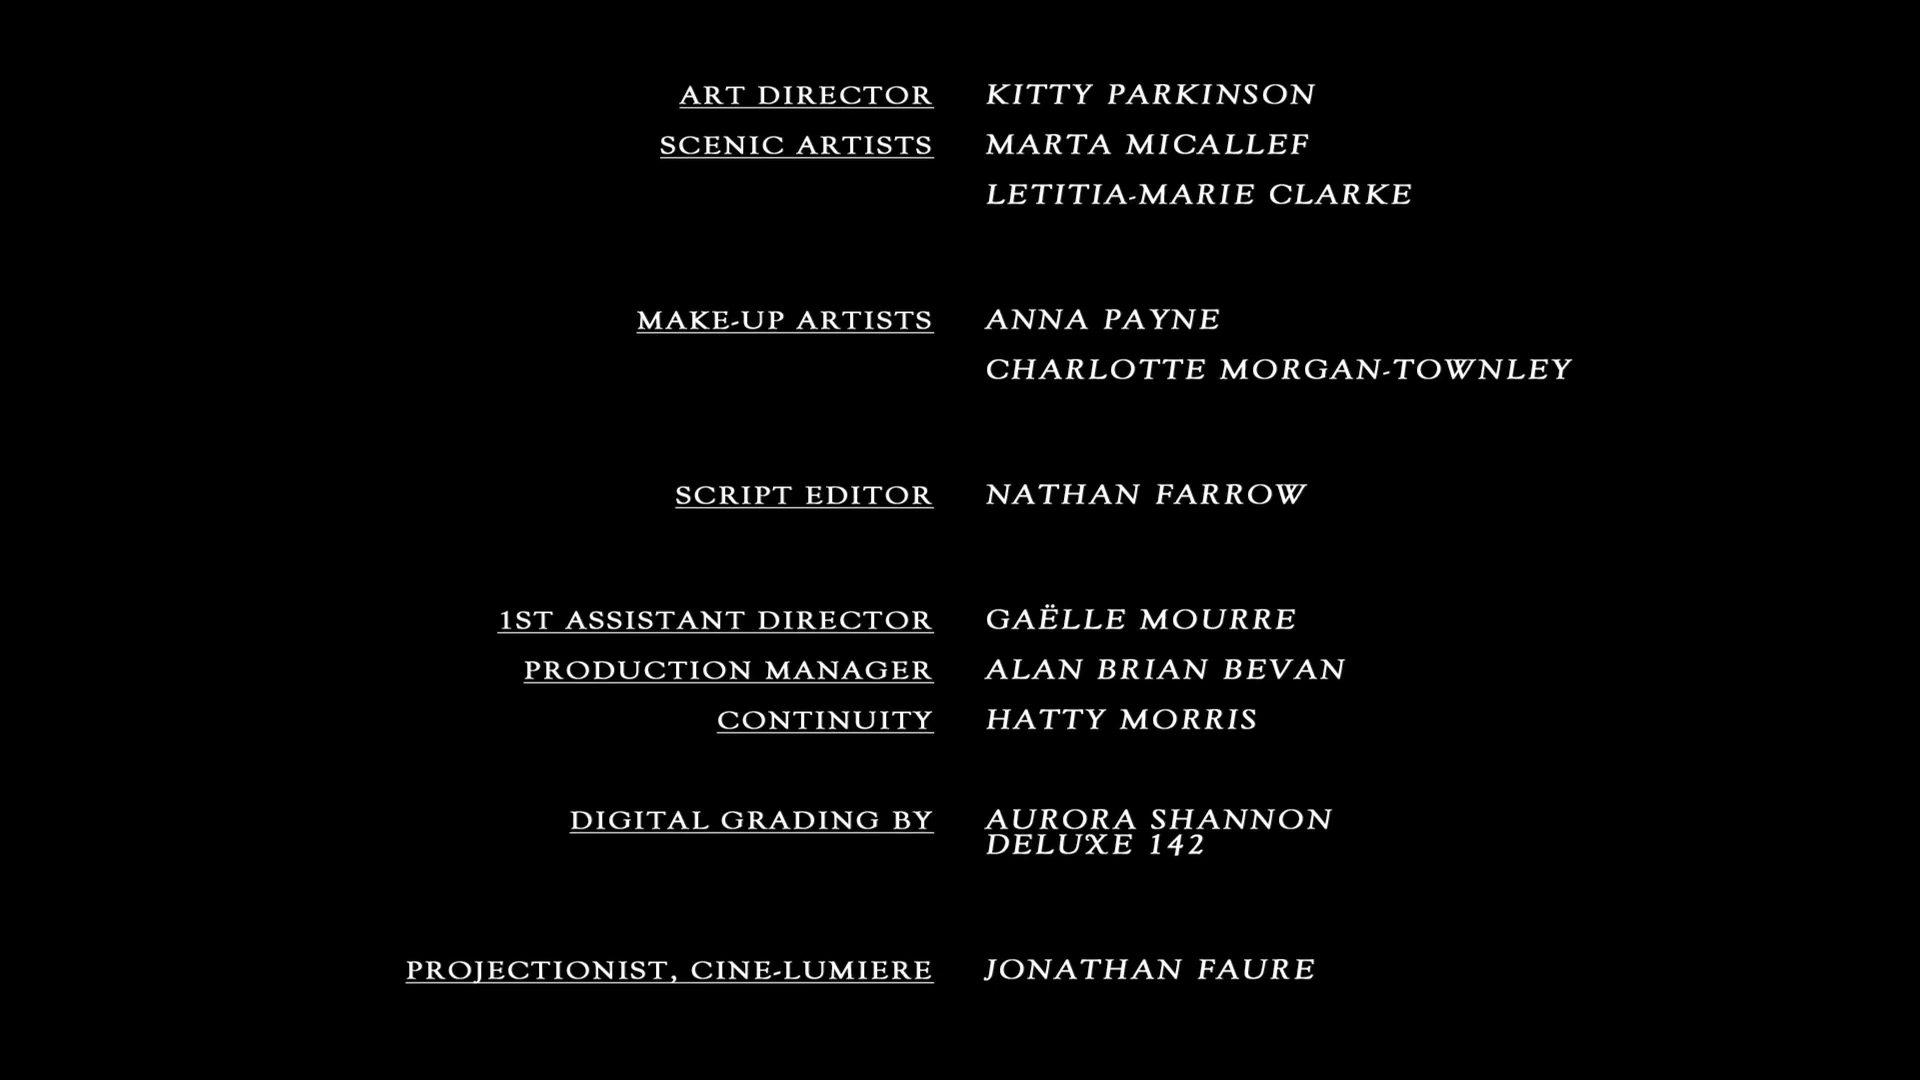 ART DIRECTOR KITTY PARKINSON
SCENIC ARTISTS MARTA MICALLEF
LETITIA-MARIE CLARKE
MAKE-UP ARTISTS ANNA PAYNE
CHARLOTTE MORGAN-TOWNLEY
SCRIPT EDITOR NATHAN FARROW
1ST ASSISTANT DIRECTOR GAËLLE MOURRE
PRODUCTION MANAGER ALAN BRIAN BEVAN
CONTINUITY HATTY MORRIS
DIGITAL GRADING BY AURORA SHANNON
DELUXE 142
PROJECTIONIST, CINE-LUMIERE JONATHAN FAURE